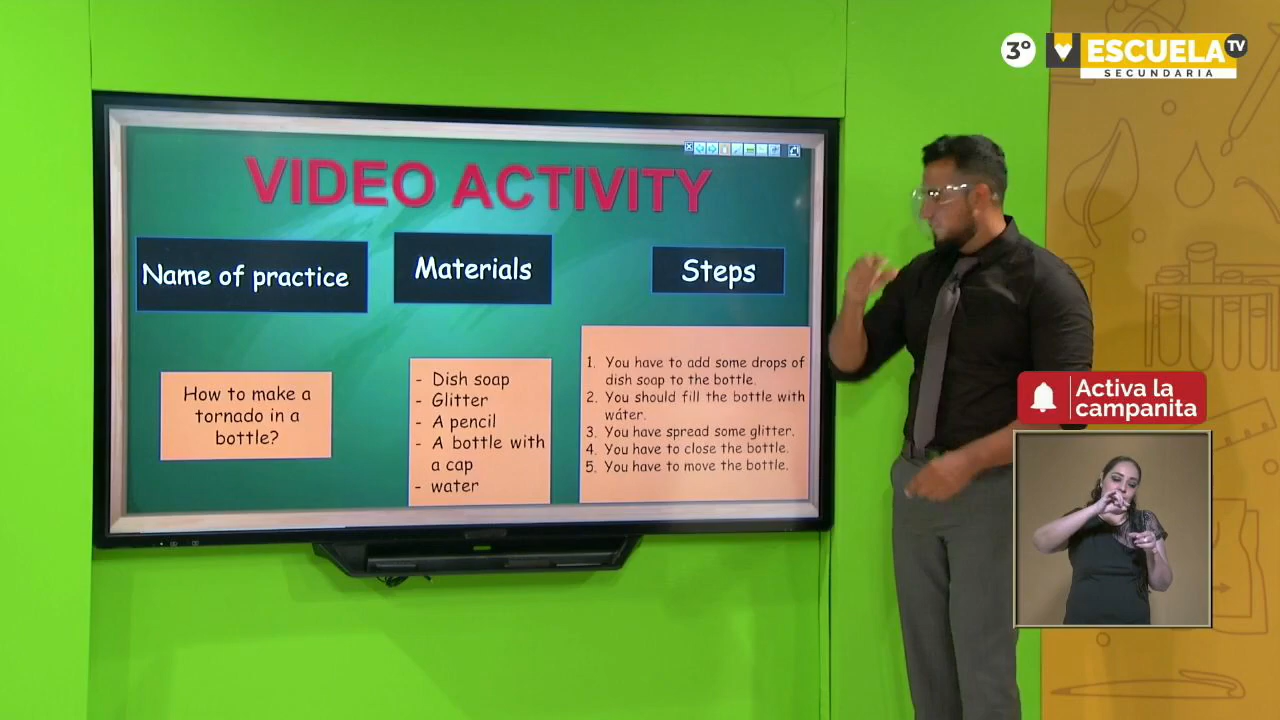 3º
ESCUELA TV
SECUNDARIA
VIDEO ACTIVITY
Name of practice
How to make a
tornado in a
bottle?
Materials
- Dish soap
- Glitter
- A pencil
- A bottle with
a cap
- water
Steps
1. You have to add some drops of
dish soap to the bottle.
2. You should fill the bottle with
wáter.
3. You have spread some glitter.
4. You have to close the bottle.
5. You have to move the bottle.
Activa la
campanita